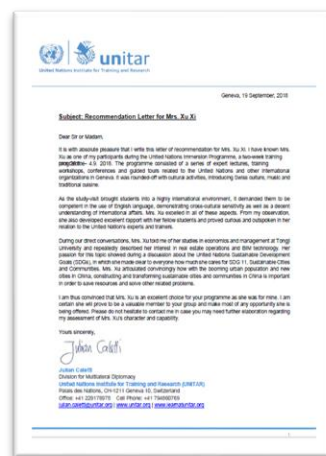 unitar
United Nations Institute for Training and Research
Geneva, 19 September, 2016
Subject: Recommendation Letter for Mrs. Xu Xi
Dear Sir or Madam,
It is with absolute pleasure that I write this letter of recommendation for Mrs. Xu Xi. I have known Mrs.
Xu as one of my participants during the United Nations Immersion Programme, a two-week training
4.9. 2016. The programme consisted of a series of expert lectures, training
workshops, conferences and guided tours related to the United Nations and other international
organizations in Geneva. It was rounded-off with cultural activities, introducing Swiss culture, music and
traditional cuisine.
As the study-visit brought students into a highly international environment, it demanded them to be
competent in the use of English language, demonstrating cross-cultural sensitivity as well as a decent
understanding of international affairs. Mrs. Xu excelled in all of these aspects. From my observation,
she also developed excellent rapport with her fellow students and proved curious and outspoken in her
relation to the United Nation's experts and trainers.
During our direct conversations, Mrs. Xu told me of her studies in economics and management at Tongji
University and repeatedly described her interest in real estate operations and BIM technology. Her
passion for this topic showed during a discussion about the United Nations Sustainable Development
Goals (SDGs), in which she made clear to everyone how much she cares for SDG 11, Sustainable Cities
and Communities. Mrs. Xu articulated convincingly how with the booming urban population and new
cities in China, constructing and transforming sustainable cities and communities in China is important
in order to save resources and solve other related problems.
I am thus convinced that Mrs. Xu is an excellent choice for your programme as she was for mine. I am
certain she will prove to be a valuable member to your group and make most of any opportunity she is
being offered. Please do not hesitate to contact me in case you may need further elaboration regarding
my assessment of Mrs. Xu's character and capability.
Yours sincerely,
Julian Caletti
Julian Caletti
Division for Multilateral Diplomacy
United Nations Institute for Training and Research (UNITAR)
Palais des Nations, CH-1211 Geneva 10, Switzerland
julian.caletti@unitar.org | www.unitar.org |